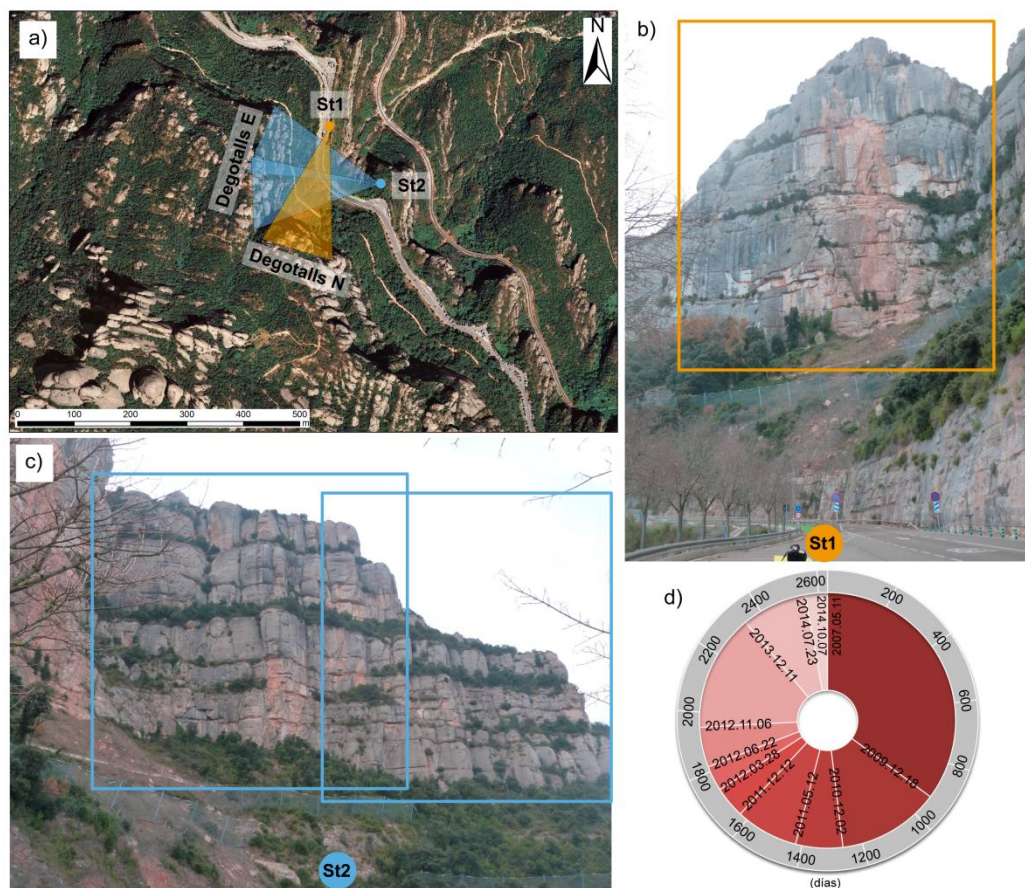 a)
N
St1
Degotalls E
St2
Degotalls N
0 100 200 300 400 500
m
b)
St1
c)
St2
d)
200
400
600
800
1000
1200
1400
1600
1800
2000
2200
2400
2600
2007.05.11
2009.12.18
2010.12.02
2011.05.12
2011.12.12
2012.03.28
2012.06.22
2012.11.06
2013.12.11
2014.07.23
2014.10.07
(días)